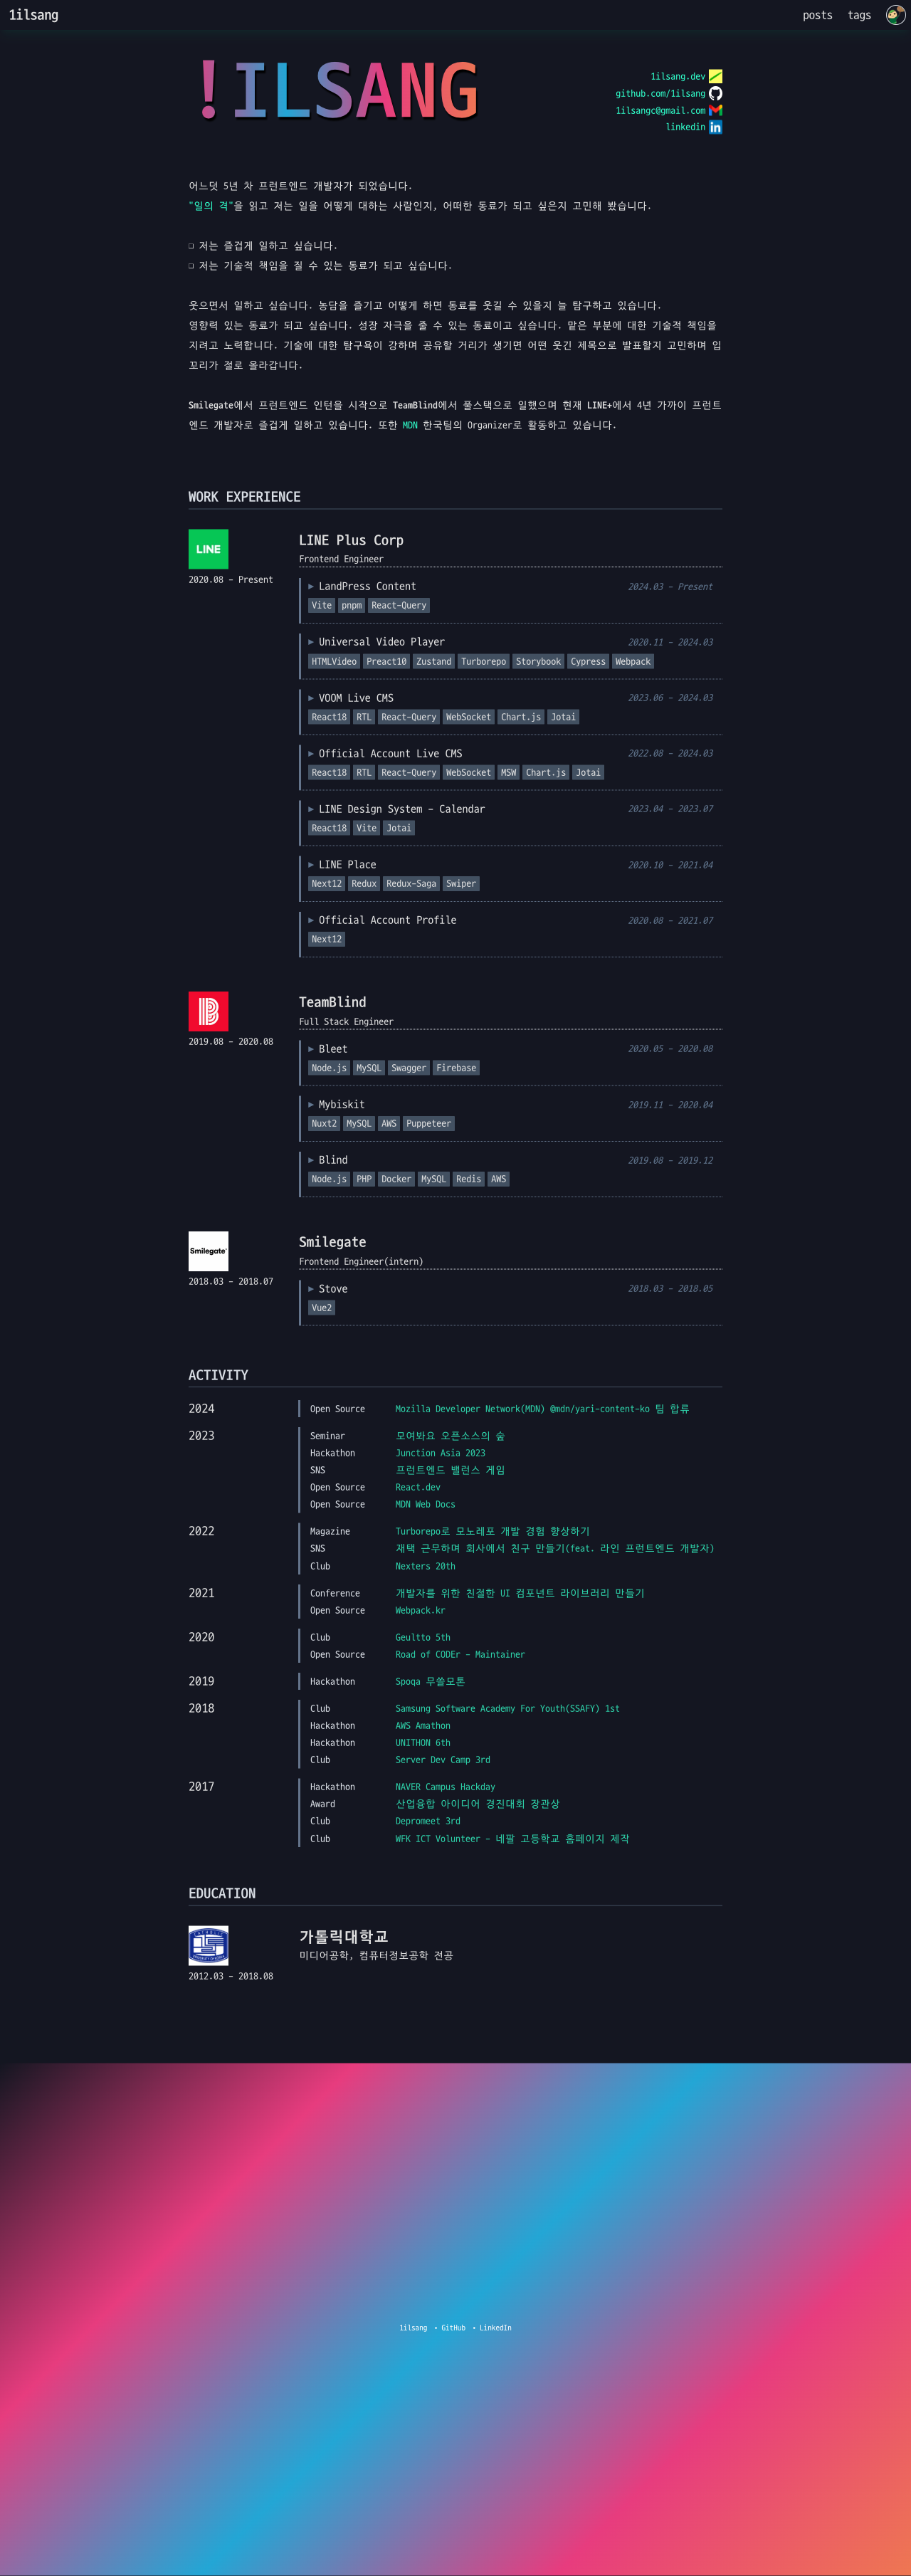 1ilsang
posts tags
!ILSANG
1ilsang.dev
github.com/1ilsang
1ilsangc@gmail.com
linkedin
어느덧 5년 차 프런트엔드 개발자가 되었습니다.
"일의 격"을 읽고 저는 일을 어떻게 대하는 사람인지, 어떠한 동료가 되고 싶은지 고민해 봤습니다.
❏ 저는 즐겁게 일하고 싶습니다.
❏ 저는 기술적 책임을 질 수 있는 동료가 되고 싶습니다.
웃으면서 일하고 싶습니다. 농담을 즐기고 어떻게 하면 동료를 웃길 수 있을지 늘 탐구하고 있습니다.
영향력 있는 동료가 되고 싶습니다. 성장 자극을 줄 수 있는 동료이고 싶습니다. 맡은 부분에 대한 기술적 책임을
지려고 노력합니다. 기술에 대한 탐구욕이 강하며 공유할 거리가 생기면 어떤 웃긴 제목으로 발표할지 고민하며 입
꼬리가 절로 올라갑니다.
Smilegate에서 프런트엔드 인턴을 시작으로 TeamBlind에서 풀스택으로 일했으며 현재 LINE+에서 4년 가까이 프런트
엔드 개발자로 즐겁게 일하고 있습니다. 또한 MDN 한국팀의 Organizer로 활동하고 있습니다.
WORK EXPERIENCE
LINE
2020.08 - Present
LINE Plus Corp
Frontend Engineer
▶ LandPress Content 2024.03 - Present
Vite pnpm React-Query
▶ Universal Video Player 2020.11 - 2024.03
HTMLVideo Preact10 Zustand Turborepo Storybook Cypress Webpack
▶ VOOM Live CMS 2023.06 - 2024.03
React18 RTL React-Query WebSocket Chart.js Jotai
▶ Official Account Live CMS 2022.08 - 2024.03
React18 RTL React-Query WebSocket MSW Chart.js Jotai
▶ LINE Design System - Calendar 2023.04 - 2023.07
React18 Vite Jotai
▶ LINE Place 2020.10 - 2021.04
Next12 Redux Redux-Saga Swiper
▶ Official Account Profile 2020.08 - 2021.07
Next12
2019.08 - 2020.08
TeamBlind
Full Stack Engineer
▶ Bleet 2020.05 - 2020.08
Node.js MySQL Swagger Firebase
▶ Mybiskit 2019.11 - 2020.04
Nuxt2 MySQL AWS Puppeteer
▶ Blind 2019.08 - 2019.12
Node.js PHP Docker MySQL Redis AWS
Smilegate
2018.03 - 2018.07
Smilegate
Frontend Engineer(intern)
▶ Stove 2018.03 - 2018.05
Vue2
ACTIVITY
2024 Open Source Mozilla Developer Network(MDN) @mdn/yari-content-ko 팀 합류
2023 Seminar 모여봐요 오픈소스의 숲
Hackathon Junction Asia 2023
SNS 프런트엔드 밸런스 게임
Open Source React.dev
Open Source MDN Web Docs
2022 Magazine Turborepo로 모노레포 개발 경험 향상하기
SNS 재택 근무하며 회사에서 친구 만들기(feat. 라인 프런트엔드 개발자)
Club Nexters 20th
2021 Conference 개발자를 위한 친절한 UI 컴포넌트 라이브러리 만들기
Open Source Webpack.kr
2020 Club Geultto 5th
Open Source Road of CODEr - Maintainer
2019 Hackathon Spoqa 무쓸모톤
2018 Club Samsung Software Academy For Youth(SSAFY) 1st
Hackathon AWS Amathon
Hackathon UNITHON 6th
Club Server Dev Camp 3rd
2017 Hackathon NAVER Campus Hackday
Award 산업융합 아이디어 경진대회 장관상
Club Depromeet 3rd
Club WFK ICT Volunteer - 네팔 고등학교 홈페이지 제작
EDUCATION
2012.03 - 2018.08
가톨릭대학교
미디어공학, 컴퓨터정보공학 전공
1ilsang • GitHub • LinkedIn